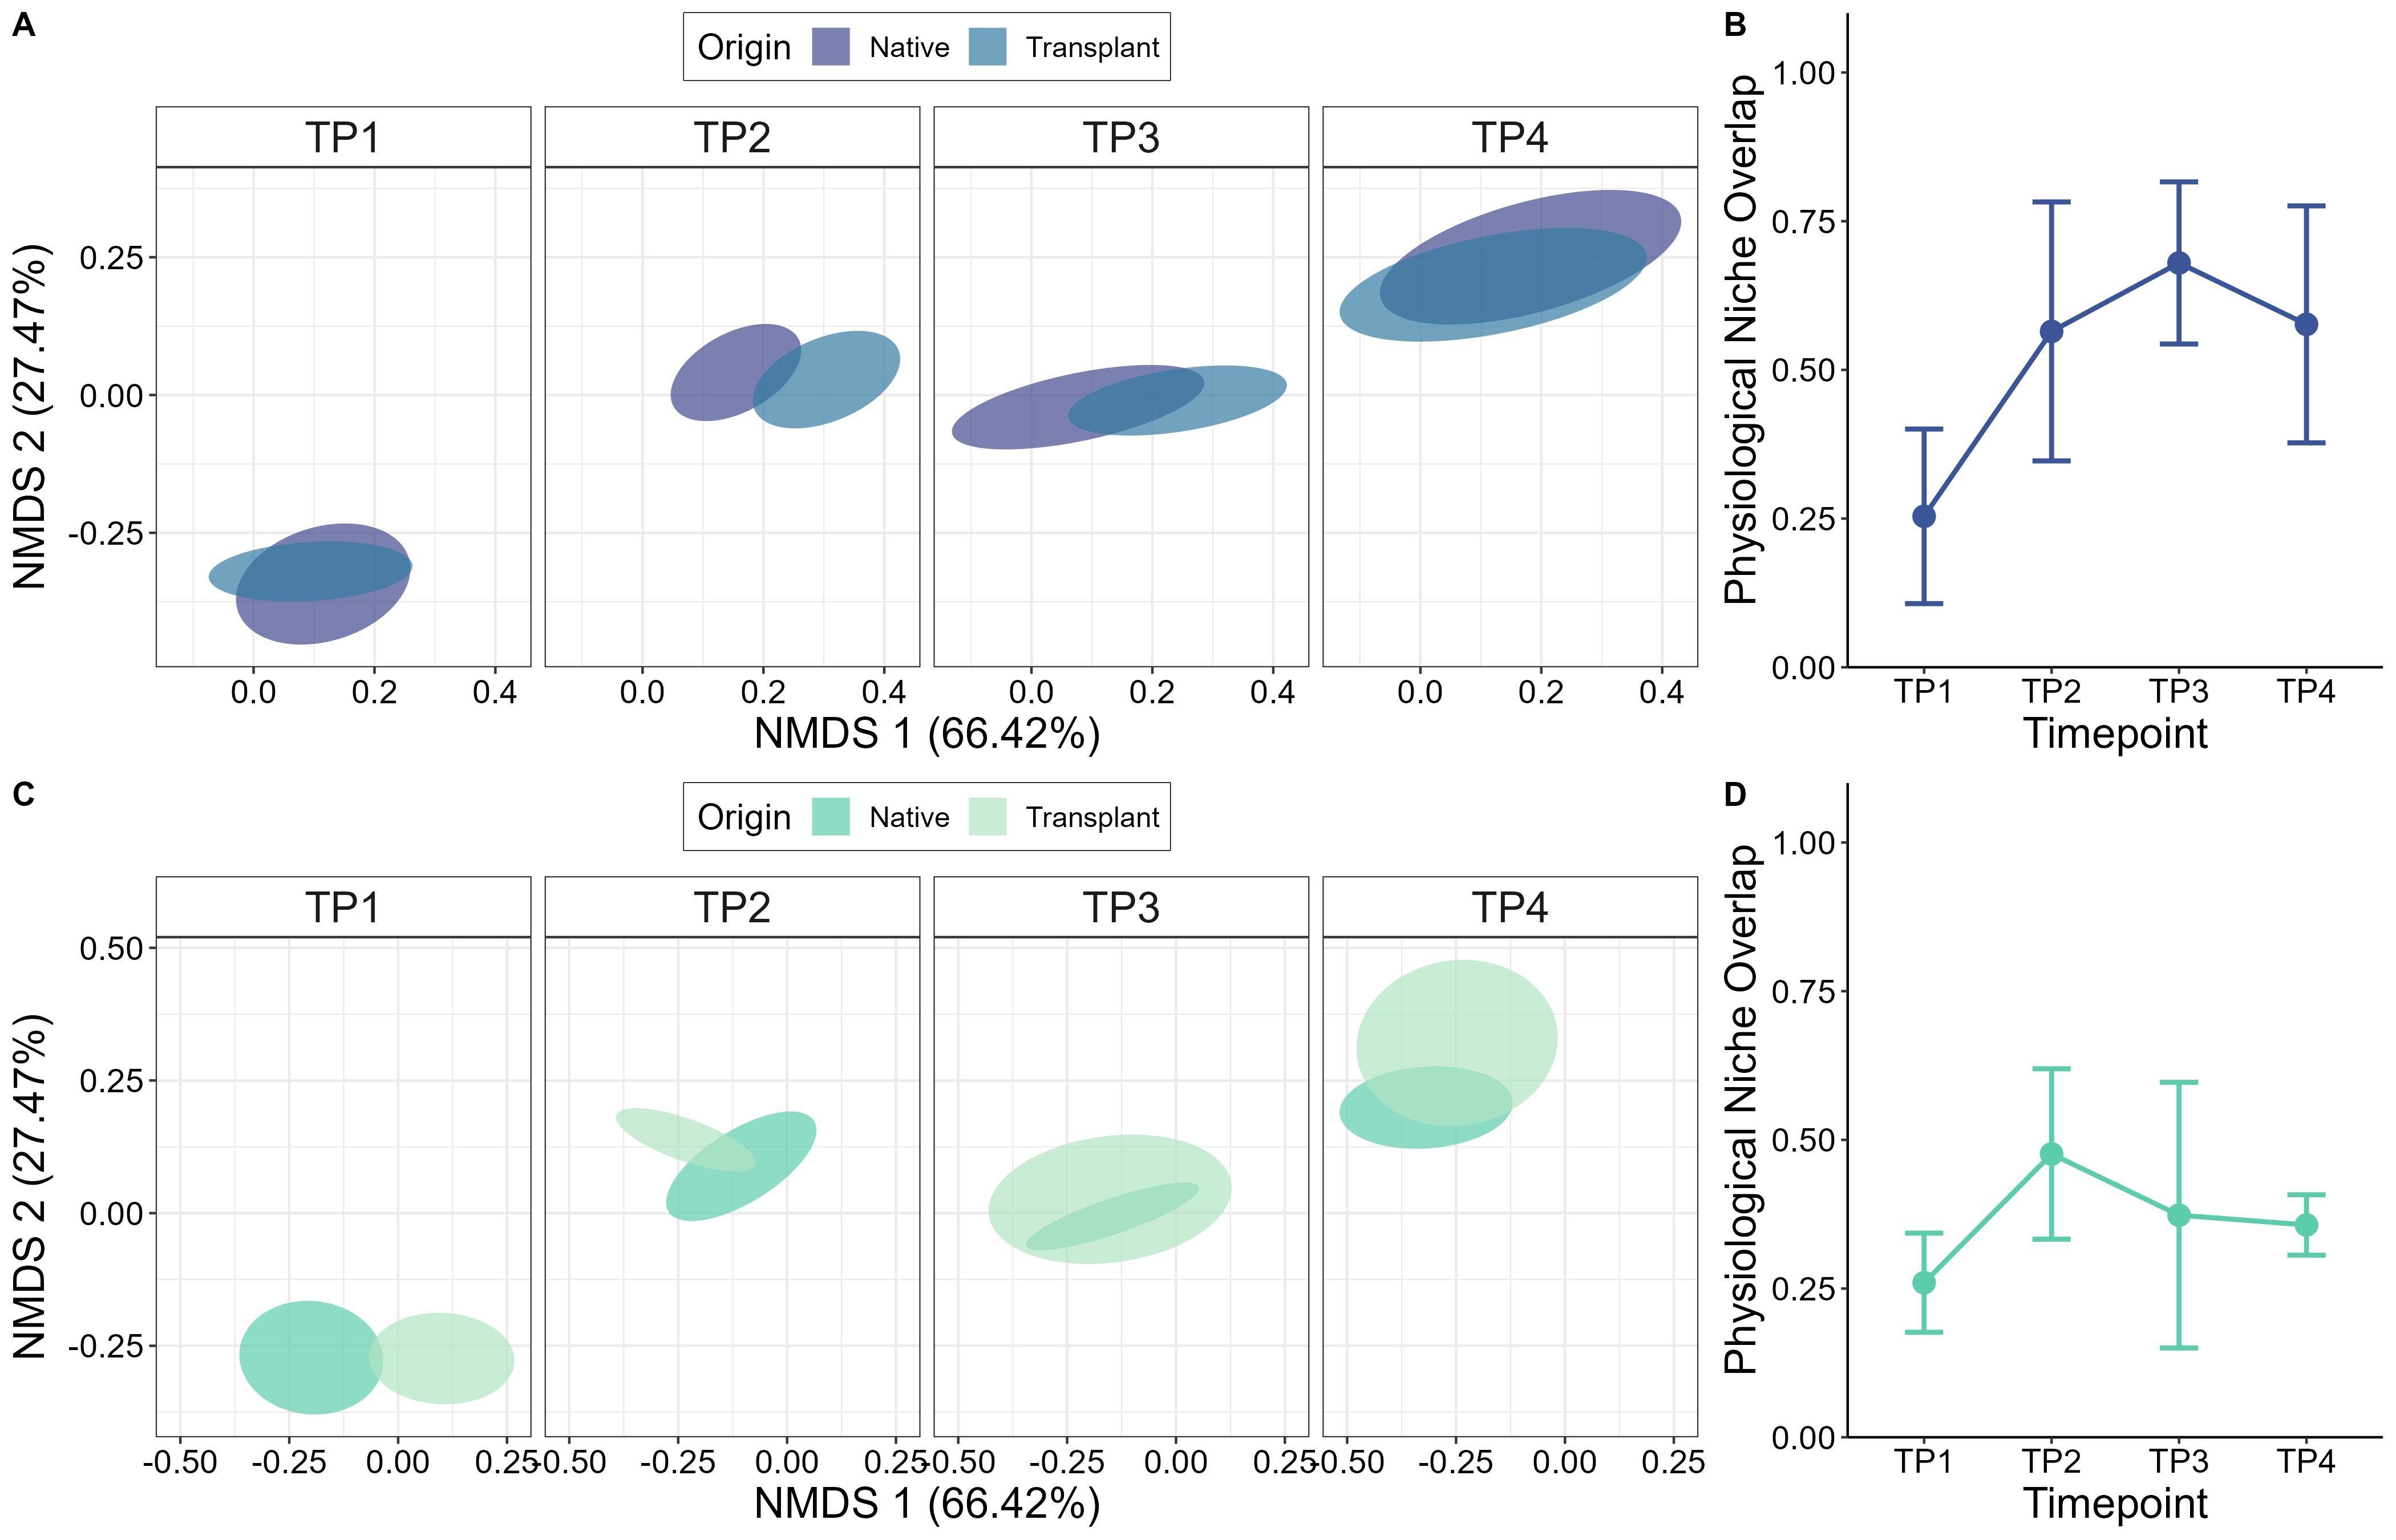 A
Origin Native Transplant
TP1 TP2 TP3 TP4
NMDS 2 (27.47%)
0.25
0.00
-0.25
0.0 0.2 0.4 0.0 0.2 0.4 0.0 0.2 0.4 0.0 0.2 0.4
NMDS 1 (66.42%)
B
Physiological Niche Overlap
1.00
0.75
0.50
0.25
0.00
TP1 TP2 TP3 TP4
Timepoint
C
Origin Native Transplant
TP1 TP2 TP3 TP4
NMDS 2 (27.47%)
0.50
0.25
0.00
-0.25
-0.50 -0.25 0.00 0.25 -0.50 -0.25 0.00 0.25 -0.50 -0.25 0.00 0.25 -0.50 -0.25 0.00 0.25
NMDS 1 (66.42%)
D
Physiological Niche Overlap
1.00
0.75
0.50
0.25
0.00
TP1 TP2 TP3 TP4
Timepoint